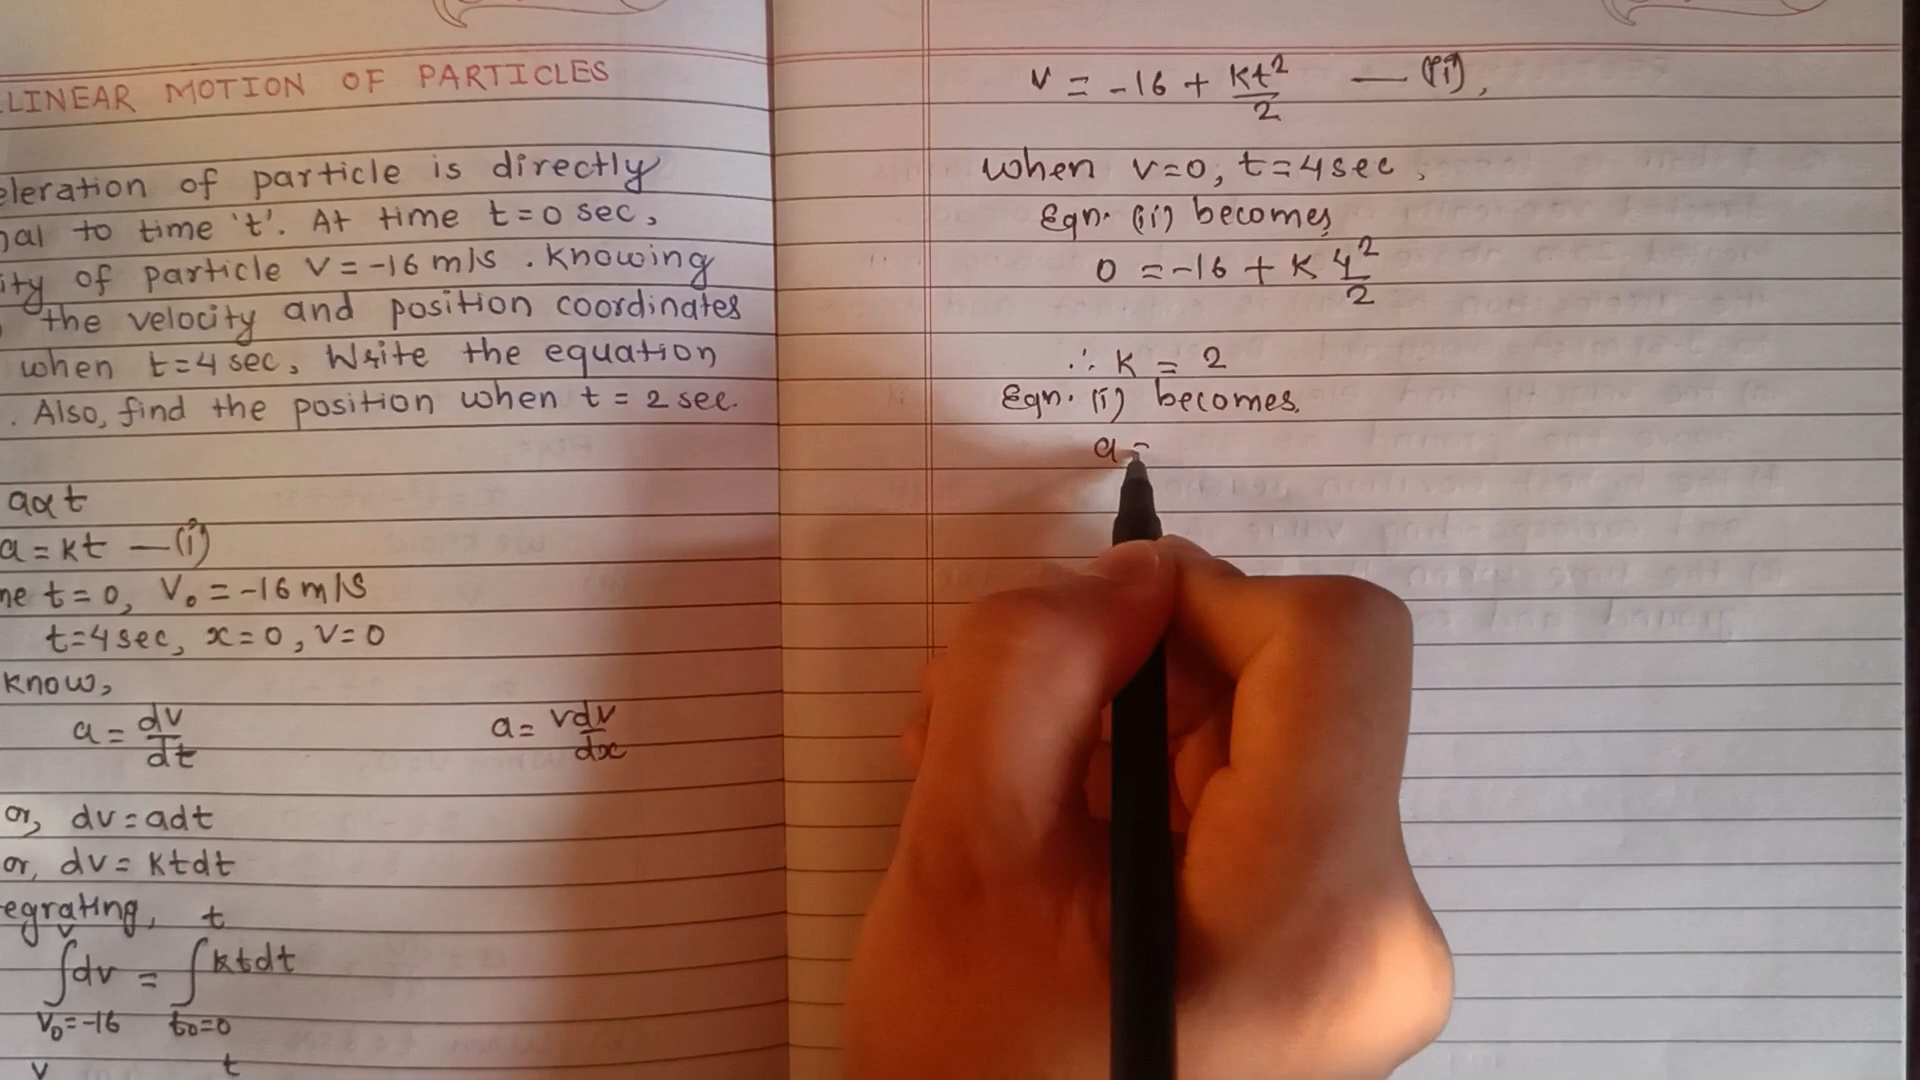 LINEAR MOTION OF PARTICLES
eleration of particle is directly
nal to time 't'. At time t = 0 sec,
ity of particle v = -16 m/s. Knowing
the velocity and position coordinates
when t = 4 sec, Write the equation
. Also, find the position when t = 2 sec.
a∝t
a = kt — (i)
me t = 0, V₀ = -16 m/s
t = 4 sec, x = 0, v = 0
know,
a = dv/dt a = vdv/dx
or, dv = adt
or, dv = ktdt
egrating,
v t
∫dv = ∫ktdt
v₀=-16 t₀=0
v t
v = -16 + kt²/2 — (ii),
when v=0, t=4sec,
Eqn. (ii) becomes,
0 = -16 + k 4²/2
∴ k = 2
Eqn. (i) becomes,
a =